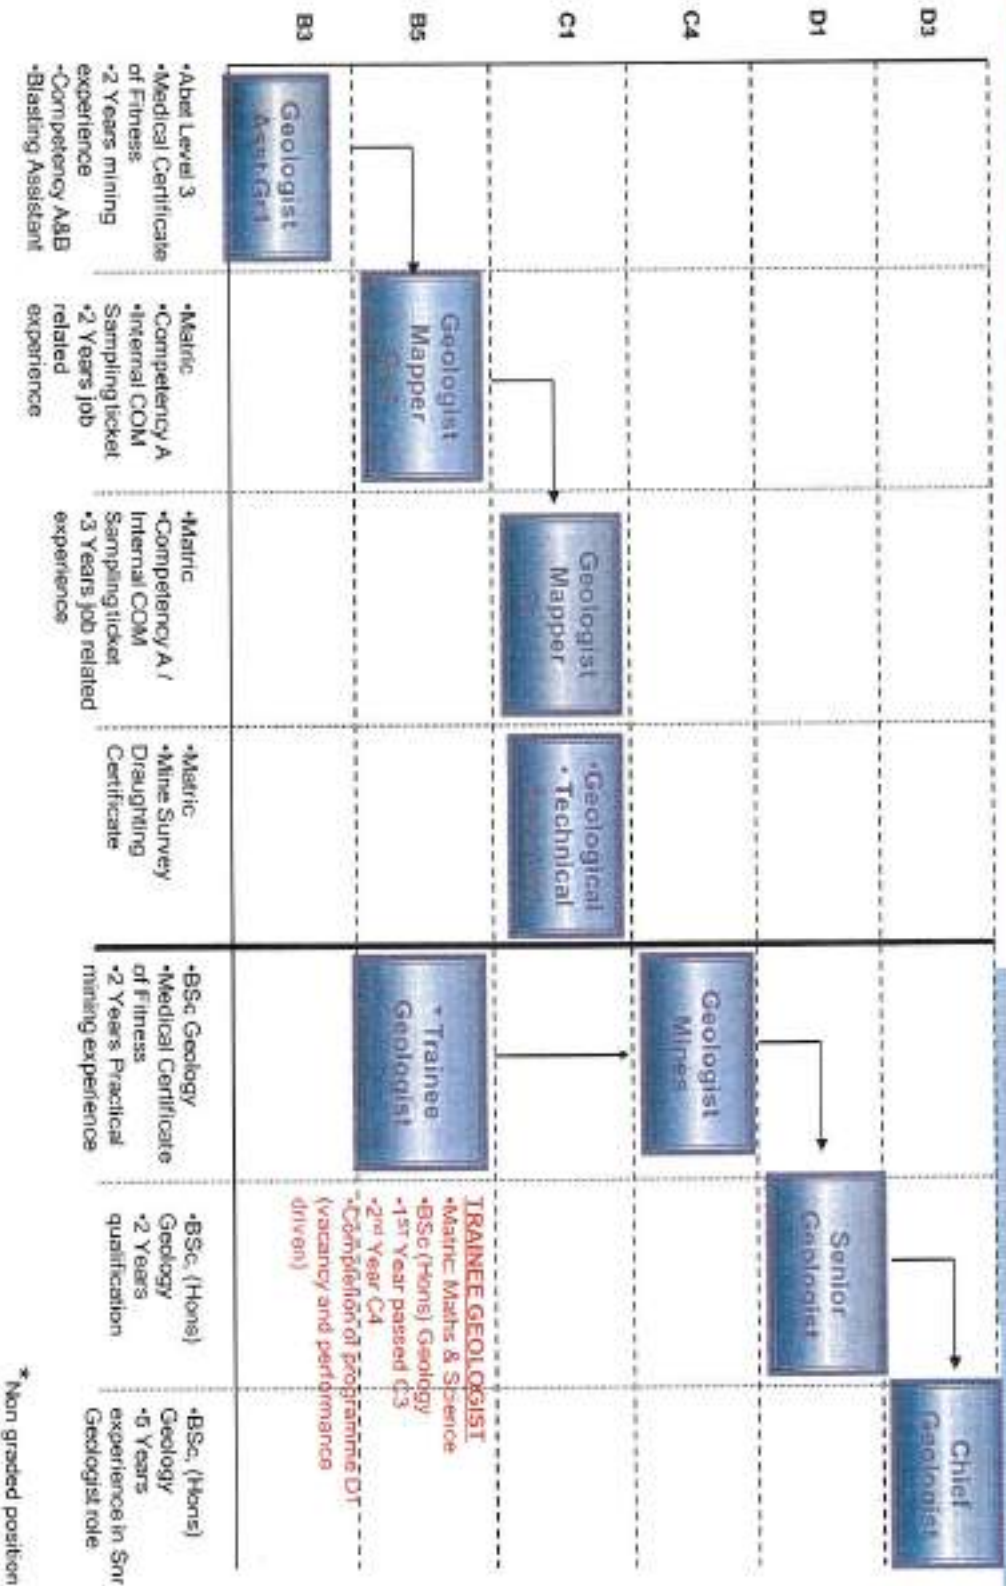 D3
D1
C4
C1
B5
B3
Chief
Geologist
Senior
Geologist
Geologist
Mines
Geologist
Mapper
•Geological
• Technical
Geologist
Mapper
* Trainee
Geologist
Geologist
Asst Gr1
TRAINEE GEOLOGIST
•Matric Maths & Science
•BSc (Hons) Geology
•1ST Year passed C3
•2nd Year C4
•Completion of programme D1
(vacancy and performance
driven)
•Abet Level 3
•Medical Certificate
of Fitness
•2 Years mining
experience
•Competency A&B
•Blasting Assistant
•Matric
•Competency A
•Internal COM
Sampling ticket
•2 Years job
related
experience
•Matric
•Competency A /
Internal COM
Sampling ticket
•3 Years job related
experience
•Matric
•Mine Survey
Draughting
Certificate
•BSc Geology
•Medical Certificate
of Fitness
•2 Years Practical
mining experience
•BSc, (Hons)
Geology
•2 Years
qualification
•BSc, (Hons)
Geology
•5 Years
experience in Snr
Geologist role
*Non graded position